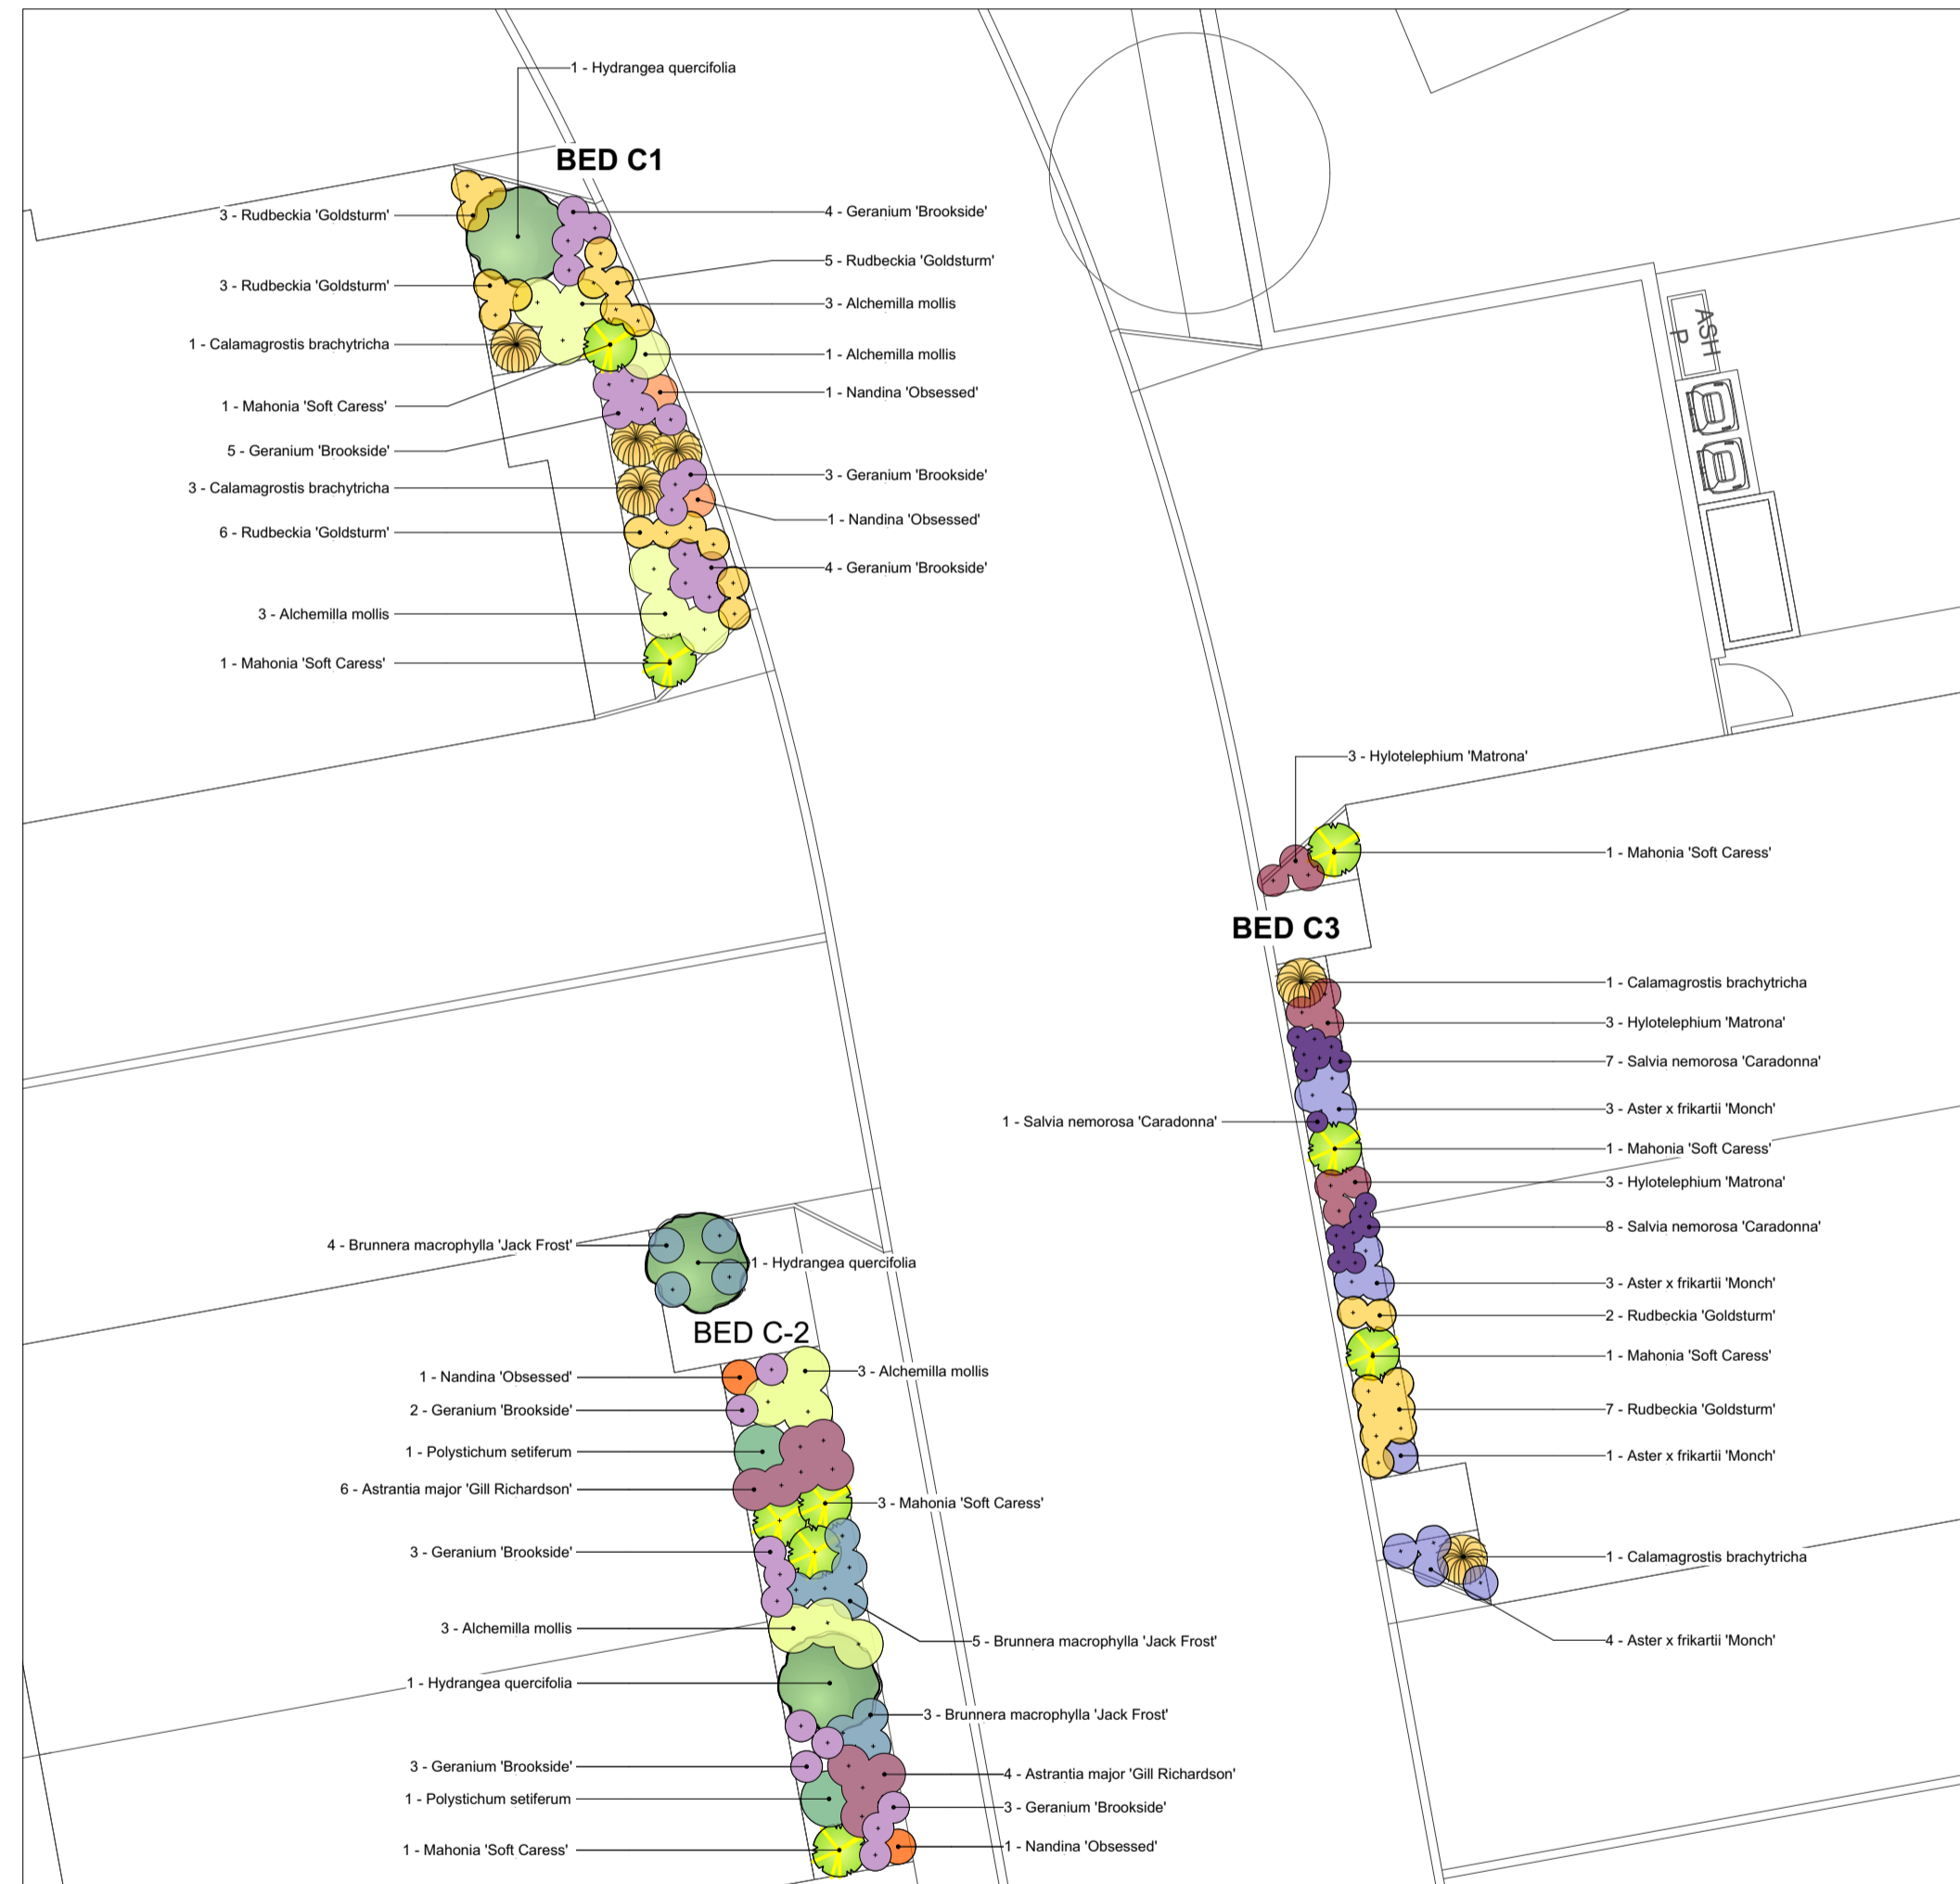 1 - Hydrangea quercifolia
BED C1
3 - Rudbeckia 'Goldsturm'
4 - Geranium 'Brookside'
5 - Rudbeckia 'Goldsturm'
3 - Rudbeckia 'Goldsturm'
3 - Alchemilla mollis
1 - Calamagrostis brachytricha
1 - Alchemilla mollis
1 - Nandina 'Obsessed'
1 - Mahonia 'Soft Caress'
5 - Geranium 'Brookside'
3 - Geranium 'Brookside'
3 - Calamagrostis brachytricha
1 - Nandina 'Obsessed'
6 - Rudbeckia 'Goldsturm'
4 - Geranium 'Brookside'
3 - Alchemilla mollis
1 - Mahonia 'Soft Caress'
ASH
P
3 - Hylotelephium 'Matrona'
1 - Mahonia 'Soft Caress'
BED C3
1 - Calamagrostis brachytricha
3 - Hylotelephium 'Matrona'
7 - Salvia nemorosa 'Caradonna'
3 - Aster x frikartii 'Monch'
1 - Salvia nemorosa 'Caradonna'
1 - Mahonia 'Soft Caress'
3 - Hylotelephium 'Matrona'
8 - Salvia nemorosa 'Caradonna'
3 - Aster x frikartii 'Monch'
2 - Rudbeckia 'Goldsturm'
1 - Mahonia 'Soft Caress'
7 - Rudbeckia 'Goldsturm'
1 - Aster x frikartii 'Monch'
1 - Calamagrostis brachytricha
4 - Aster x frikartii 'Monch'
4 - Brunnera macrophylla 'Jack Frost'
1 - Hydrangea quercifolia
BED C-2
3 - Alchemilla mollis
1 - Nandina 'Obsessed'
2 - Geranium 'Brookside'
1 - Polystichum setiferum
6 - Astrantia major 'Gill Richardson'
3 - Mahonia 'Soft Caress'
3 - Geranium 'Brookside'
3 - Alchemilla mollis
5 - Brunnera macrophylla 'Jack Frost'
1 - Hydrangea quercifolia
3 - Brunnera macrophylla 'Jack Frost'
3 - Geranium 'Brookside'
4 - Astrantia major 'Gill Richardson'
1 - Polystichum setiferum
3 - Geranium 'Brookside'
1 - Mahonia 'Soft Caress'
1 - Nandina 'Obsessed'